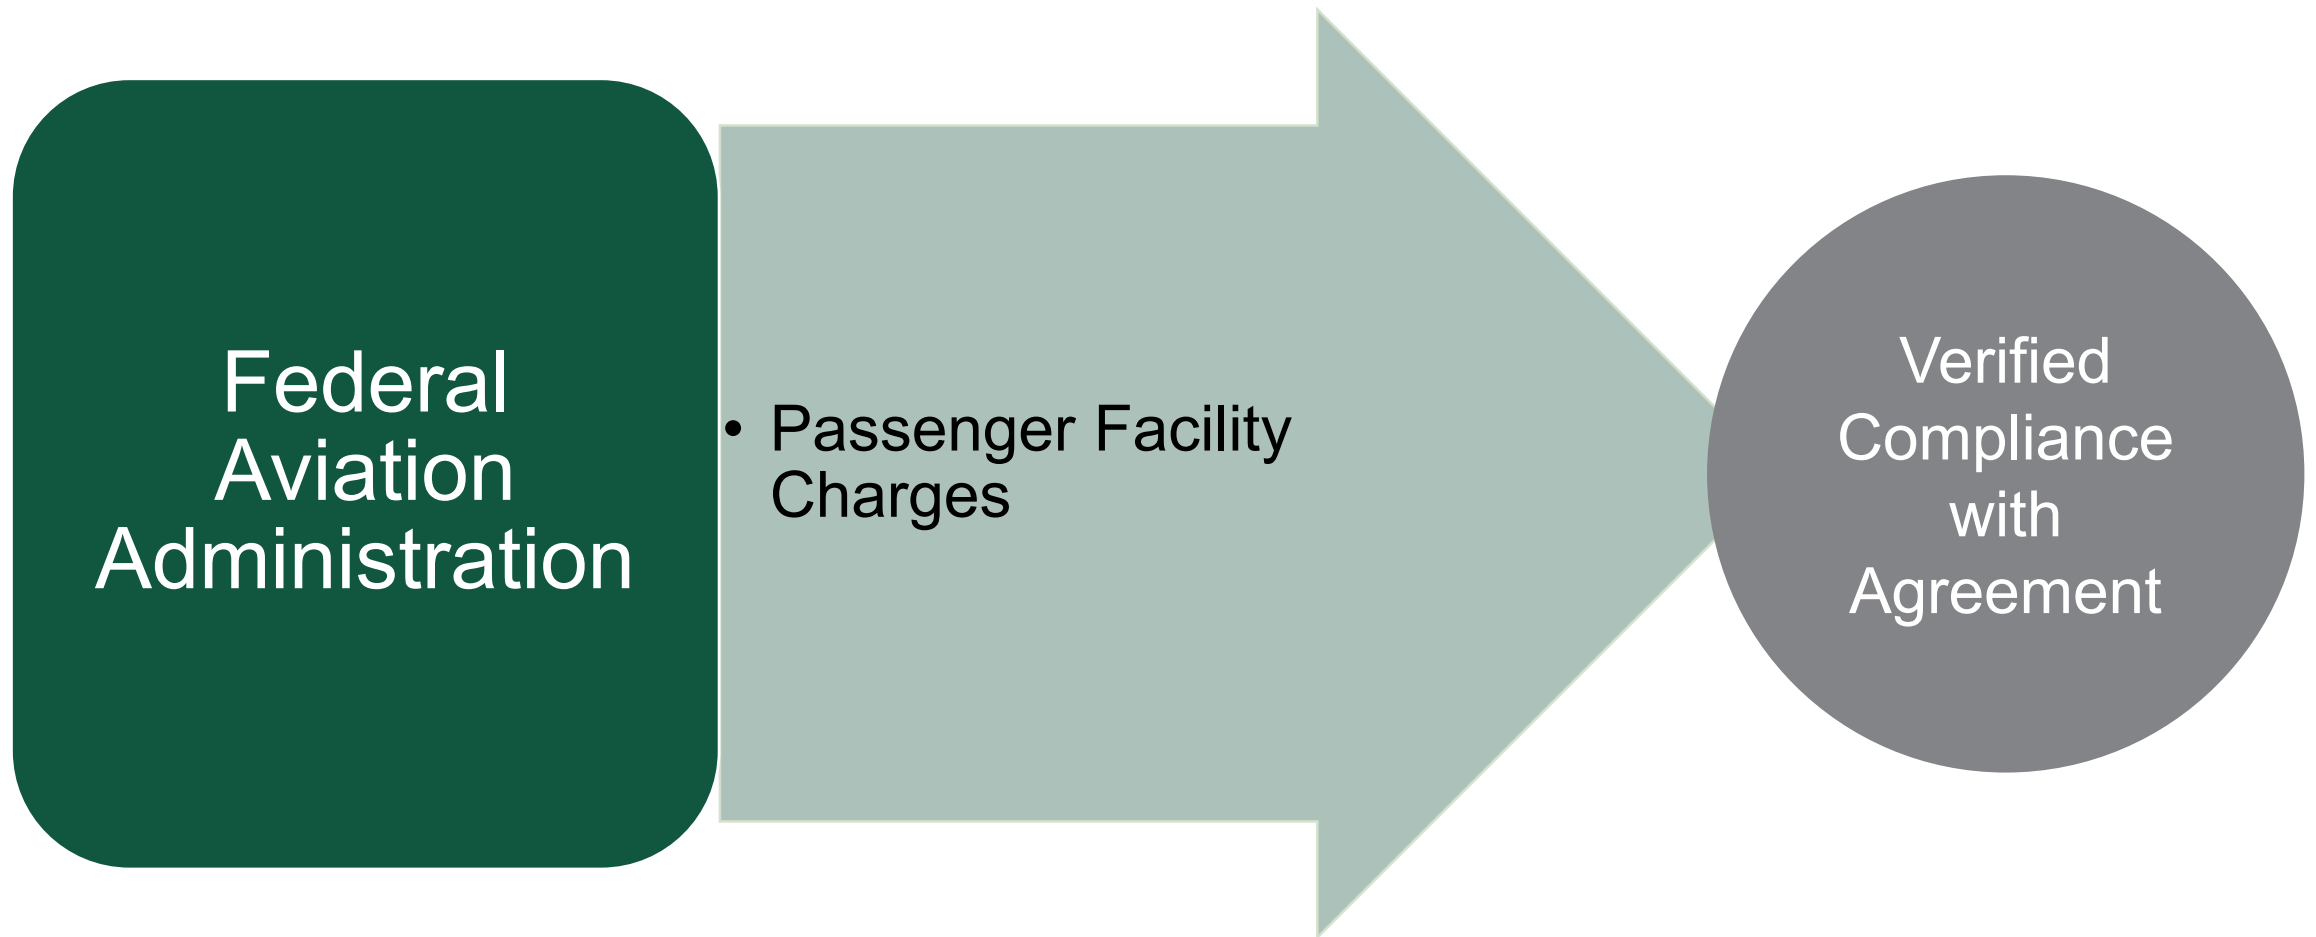 Federal
Aviation
Administration
• Passenger Facility
Charges
Verified
Compliance
with
Agreement